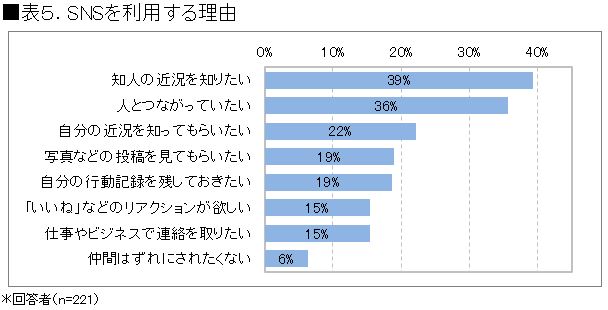 ■表５．SNSを利用する理由
0% 10% 20% 30% 40%
知人の近況を知りたい 39%
人とつながっていたい 36%
自分の近況を知ってもらいたい 22%
写真などの投稿を見てもらいたい 19%
自分の行動記録を残しておきたい 19%
「いいね」などのリアクションが欲しい 15%
仕事やビジネスで連絡を取りたい 15%
仲間はずれにされたくない 6%
＊回答者（n=221）